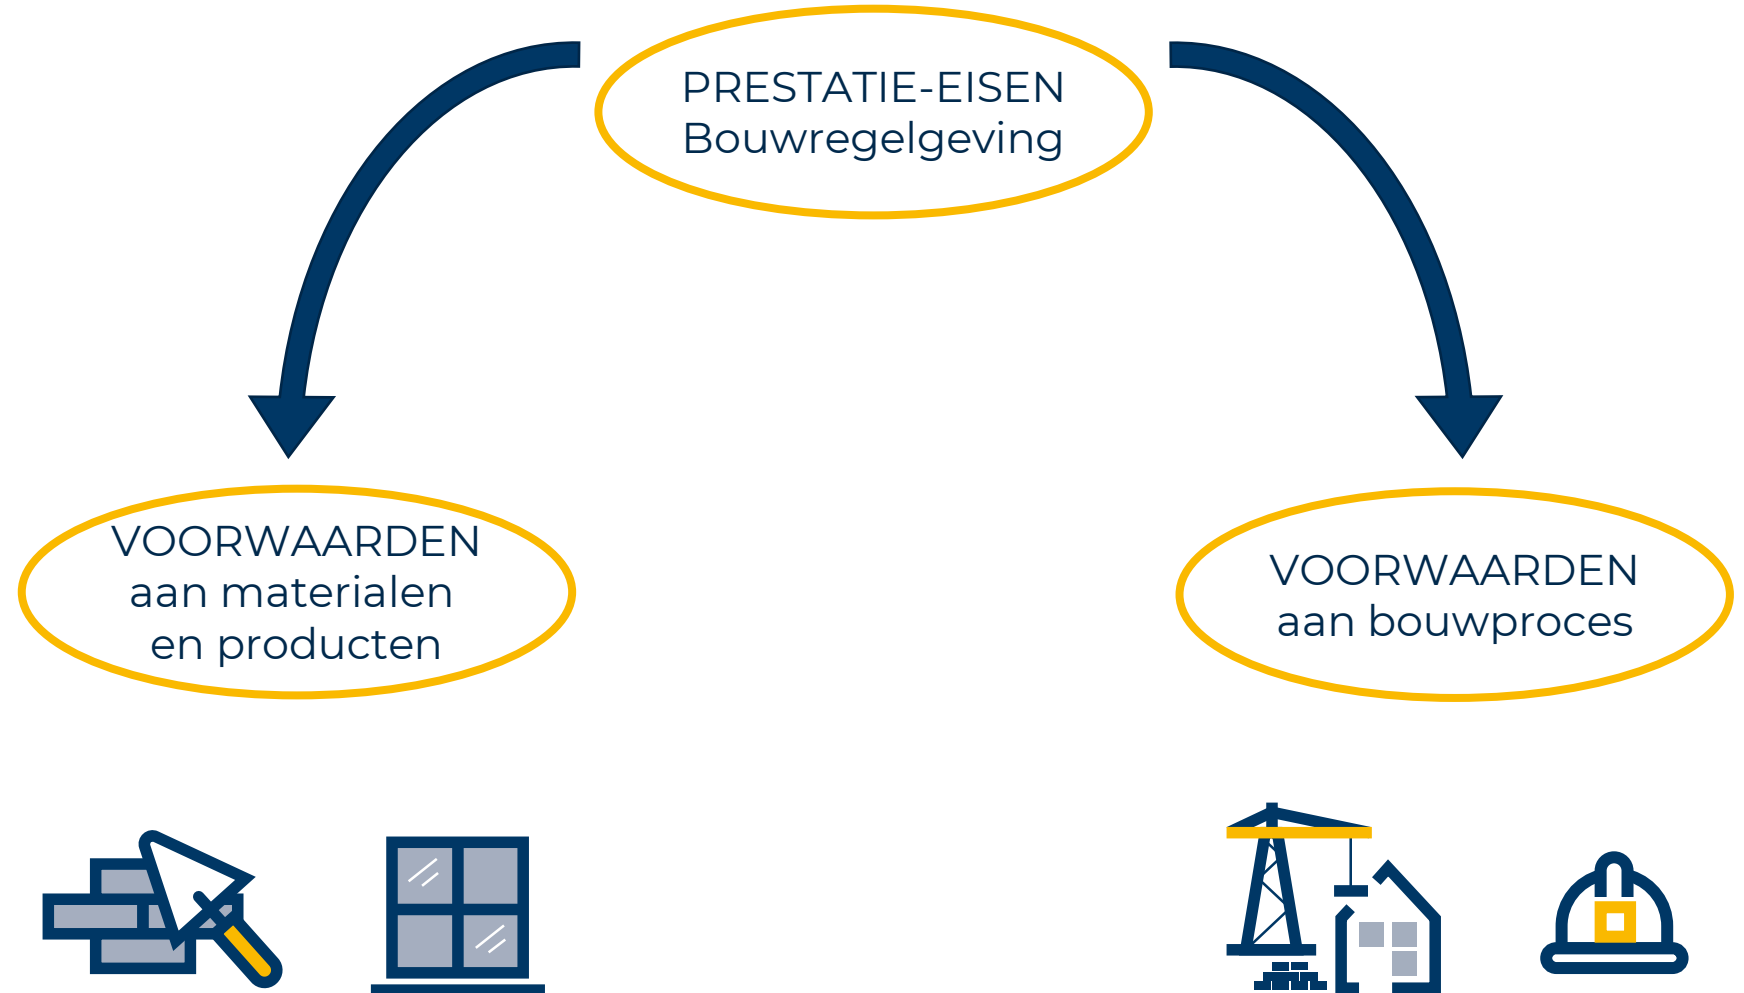 PRESTATIE-EISEN
Bouwregelgeving
VOORWAARDEN
aan materialen
en producten
VOORWAARDEN
aan bouwproces